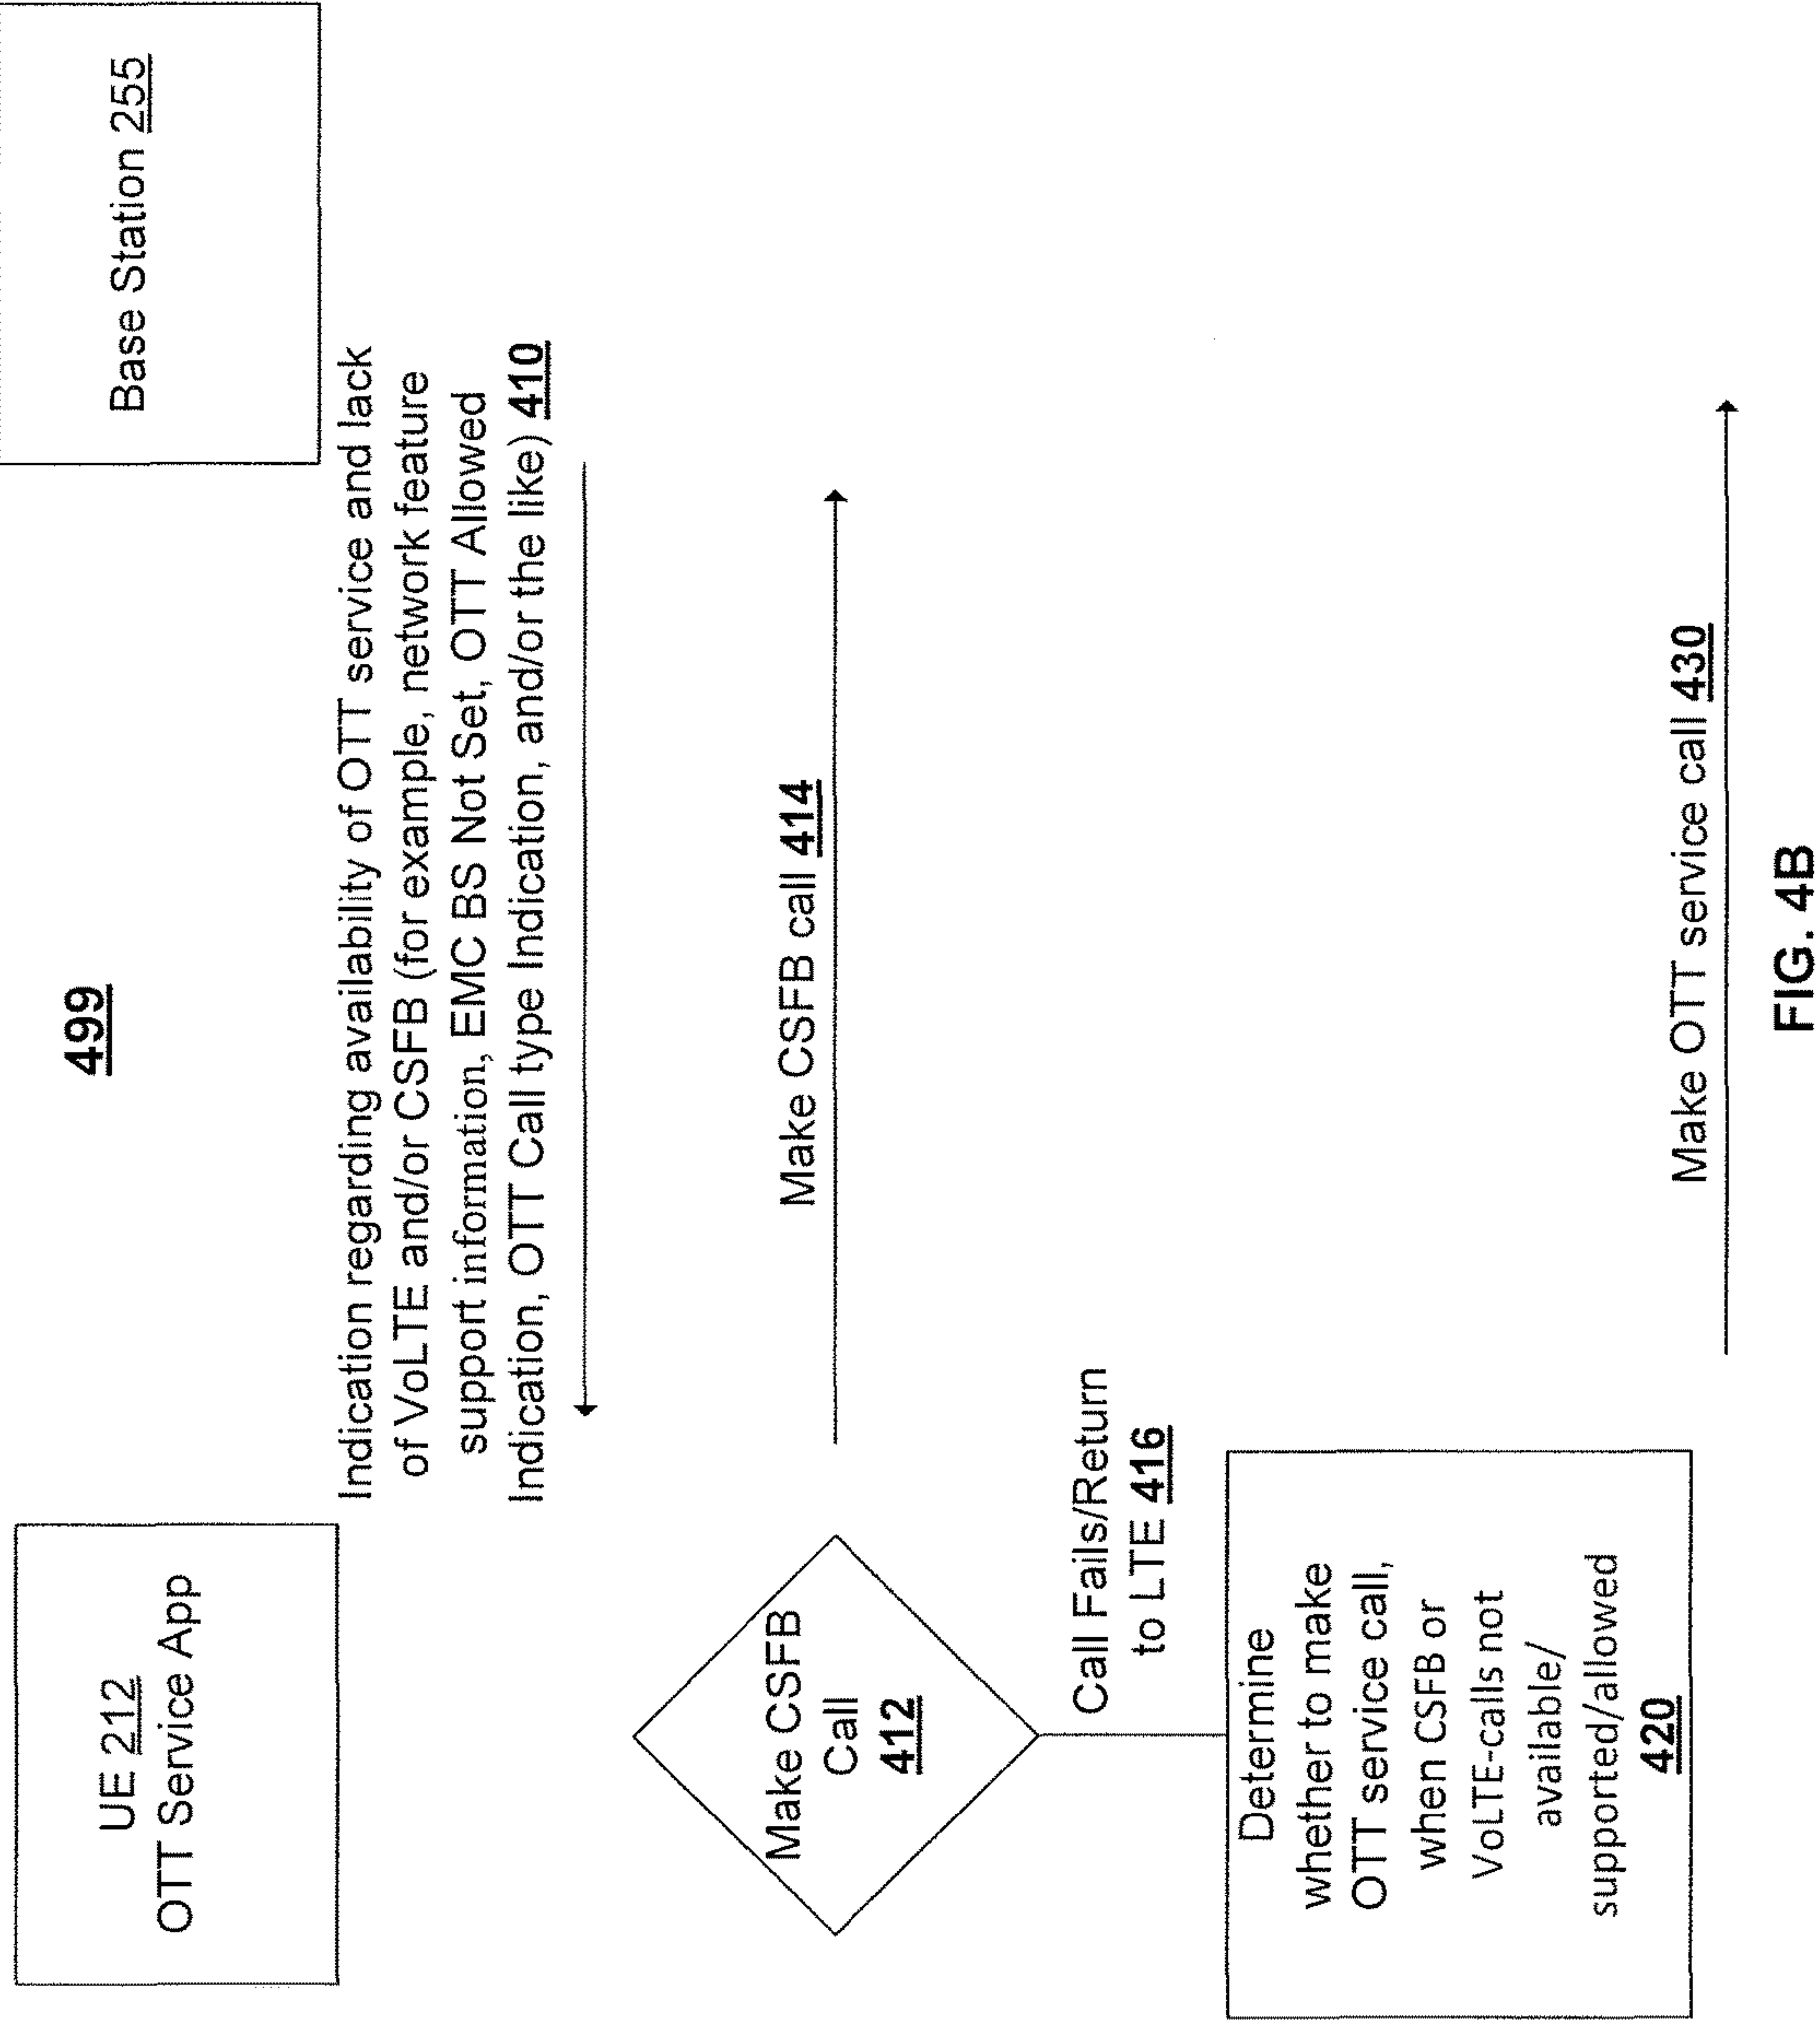 499
UE 212
OTT Service App
Base Station 255
Indication regarding availability of OTT service and lack
of VoLTE and/or CSFB (for example, network feature
support information, EMC BS Not Set, OTT Allowed
Indication, OTT Call type Indication, and/or the like) 410
Make CSFB
Call
412
Make CSFB call 414
Call Fails/Return
to LTE 416
Determine
whether to make
OTT service call,
when CSFB or
VoLTE-calls not
available/
supported/allowed
420
Make OTT service call 430
FIG. 4B